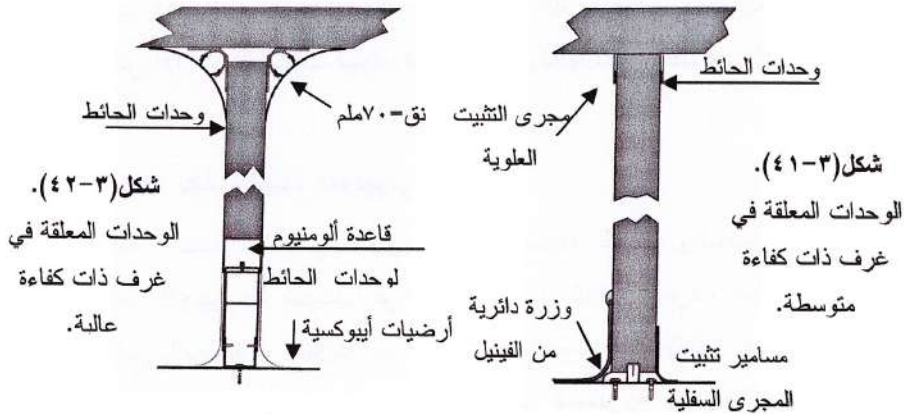 وحدات الحائط
مجرى التثبيت
العلوية
شكل(٣-٤١).
الوحدات المعلقة في
غرف ذات كفاءة
متوسطة.
وزرة دائرية
من الفينيل
مسامير تثبيت
المجرى السفلية
نق=٧٠ملم
وحدات الحائط
شكل(٣-٤٢).
الوحدات المعلقة في
غرف ذات كفاءة
عالبة.
قاعدة ألومنيوم
لوحدات الحائط
أرضيات أيبوكسية